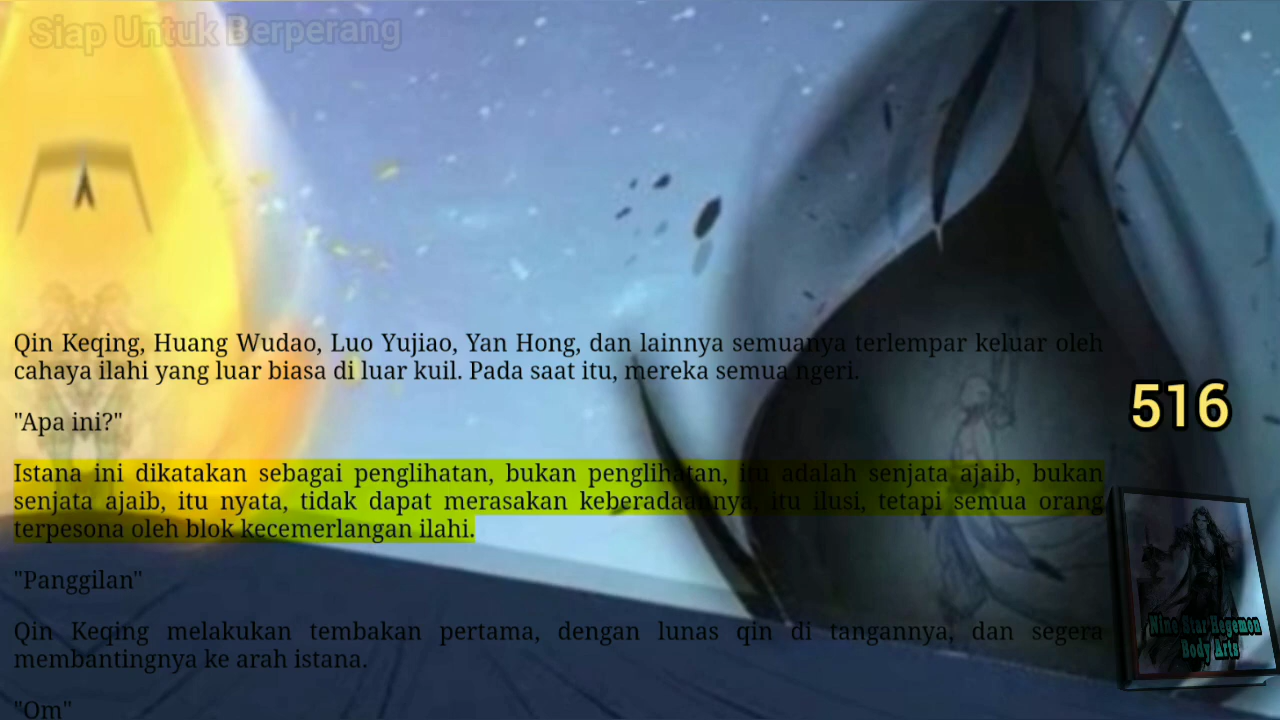 Siap Untuk Berperang
Qin Keqing, Huang Wudao, Luo Yujiao, Yan Hong, dan lainnya semuanya terlempar keluar oleh
cahaya ilahi yang luar biasa di luar kuil. Pada saat itu, mereka semua ngeri.
"Apa ini?"
516
Istana ini dikatakan sebagai penglihatan, bukan penglihatan, itu adalah senjata ajaib, bukan
senjata ajaib, itu nyata, tidak dapat merasakan keberadaannya, itu ilusi, tetapi semua orang
terpesona oleh blok kecemerlangan ilahi.
"Panggilan"
Qin Keqing melakukan tembakan pertama, dengan lunas qin di tangannya, dan segera
membantingnya ke arah istana.
Nine Star Hegemon
Body Arts
"Om"